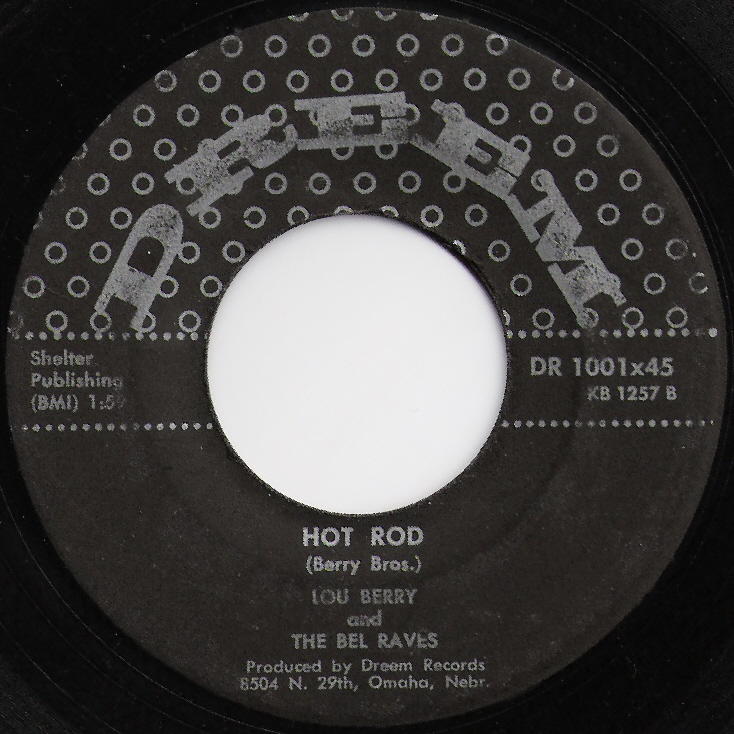 DREEM
Shelter
Publishing
(BMI) 1:59
DR 1001x45
KB 1257 B
HOT ROD
(Berry Bros.)
LOU BERRY
and
THE BEL RAVES
Produced by Dreem Records
8504 N. 29th, Omaha, Nebr.